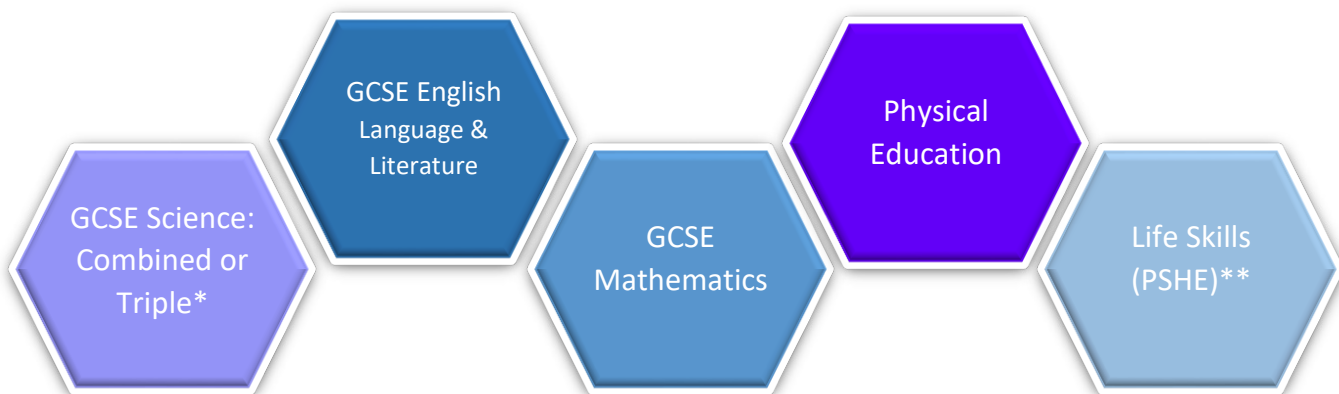 GCSE Science:
Combined or
Triple*
GCSE English
Language &
Literature
GCSE
Mathematics
Physical
Education
Life Skills
(PSHE)**